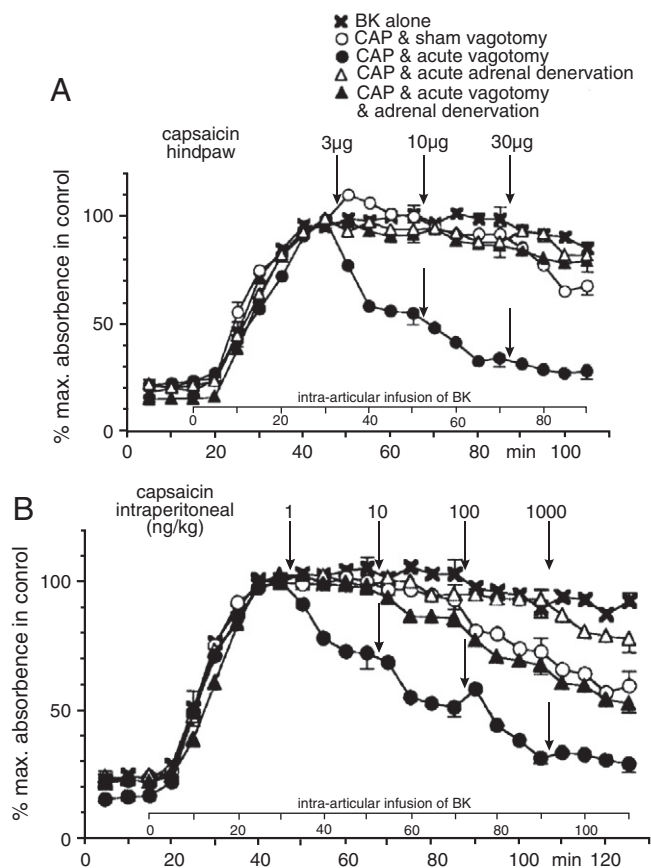 BK alone
CAP & sham vagotomy
CAP & acute vagotomy
CAP & acute adrenal denervation
CAP & acute vagotomy
& adrenal denervation
A
capsaicin
hindpaw
3µg 10µg 30µg
% max. absorbence in conrol
100
50
0
intra-articular infusion of BK
0 20 40 60 80
0 20 40 60 80 min 100
B
capsaicin
intraperitoneal
(ng/kg)
1 10 100 1000
% max. absorbence in conrol
100
50
0
intra-articular infusion of BK
0 20 40 60 80 100
0 20 40 60 80 100 min 120